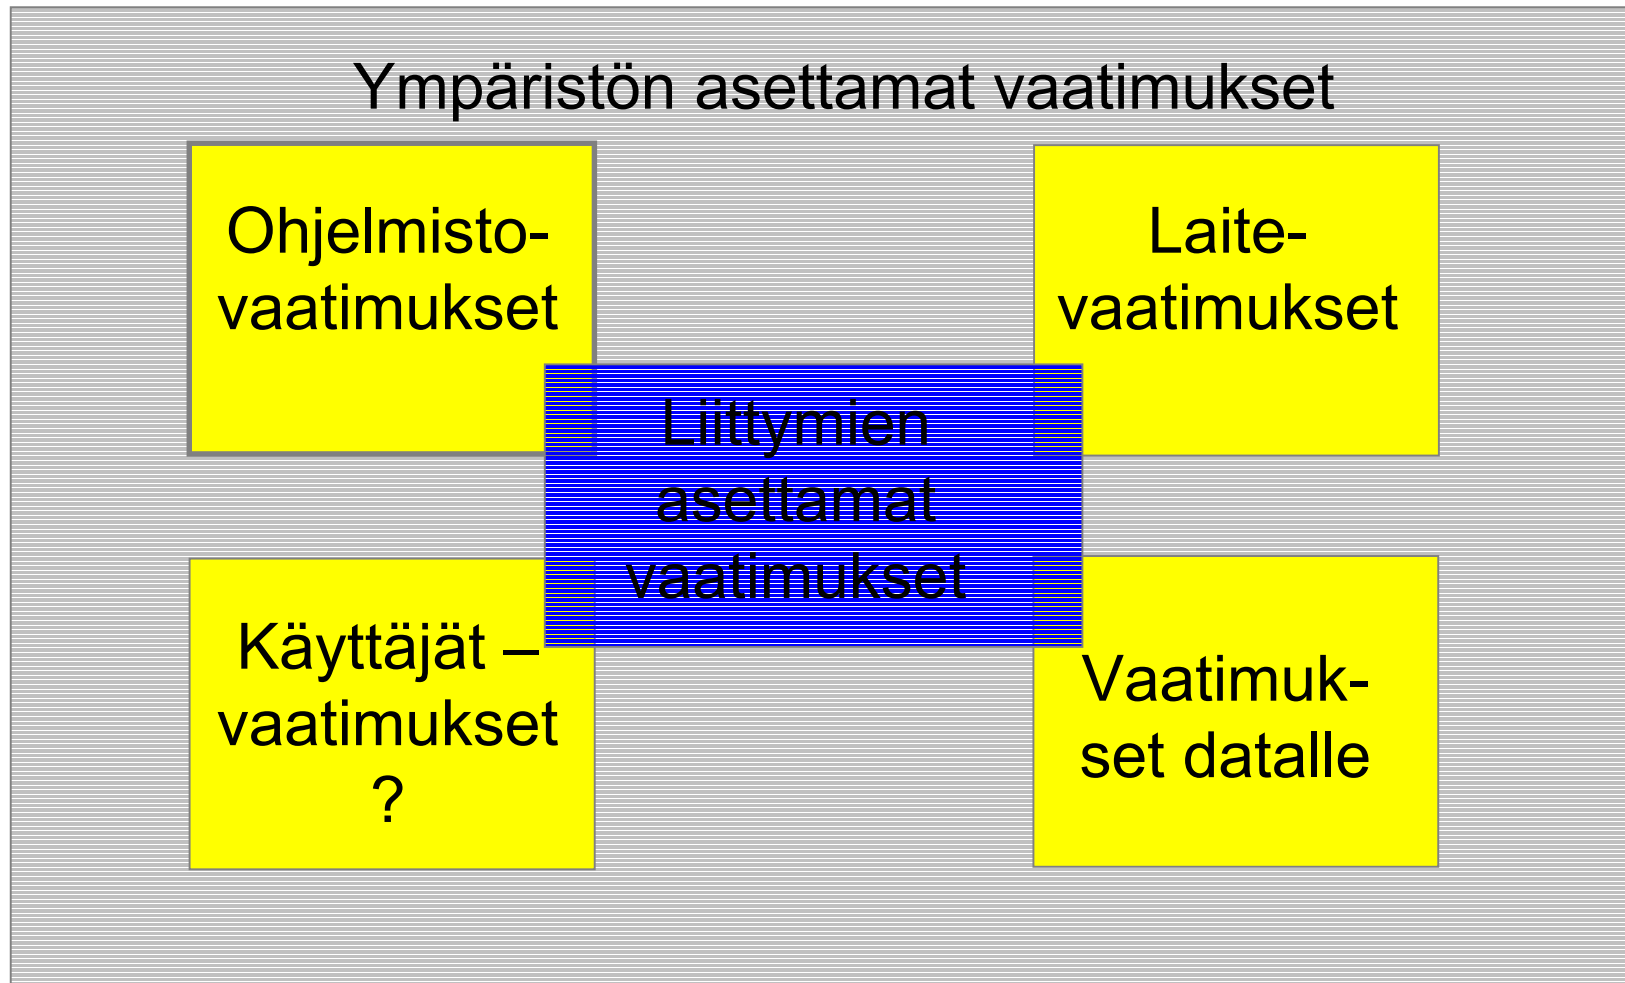 Ympäristön asettamat vaatimukset
Ohjelmisto-
vaatimukset
Laite-
vaatimukset
Liittymien
asettamat
vaatimukset
Käyttäjät –
vaatimukset
?
Vaatimuk-
set datalle